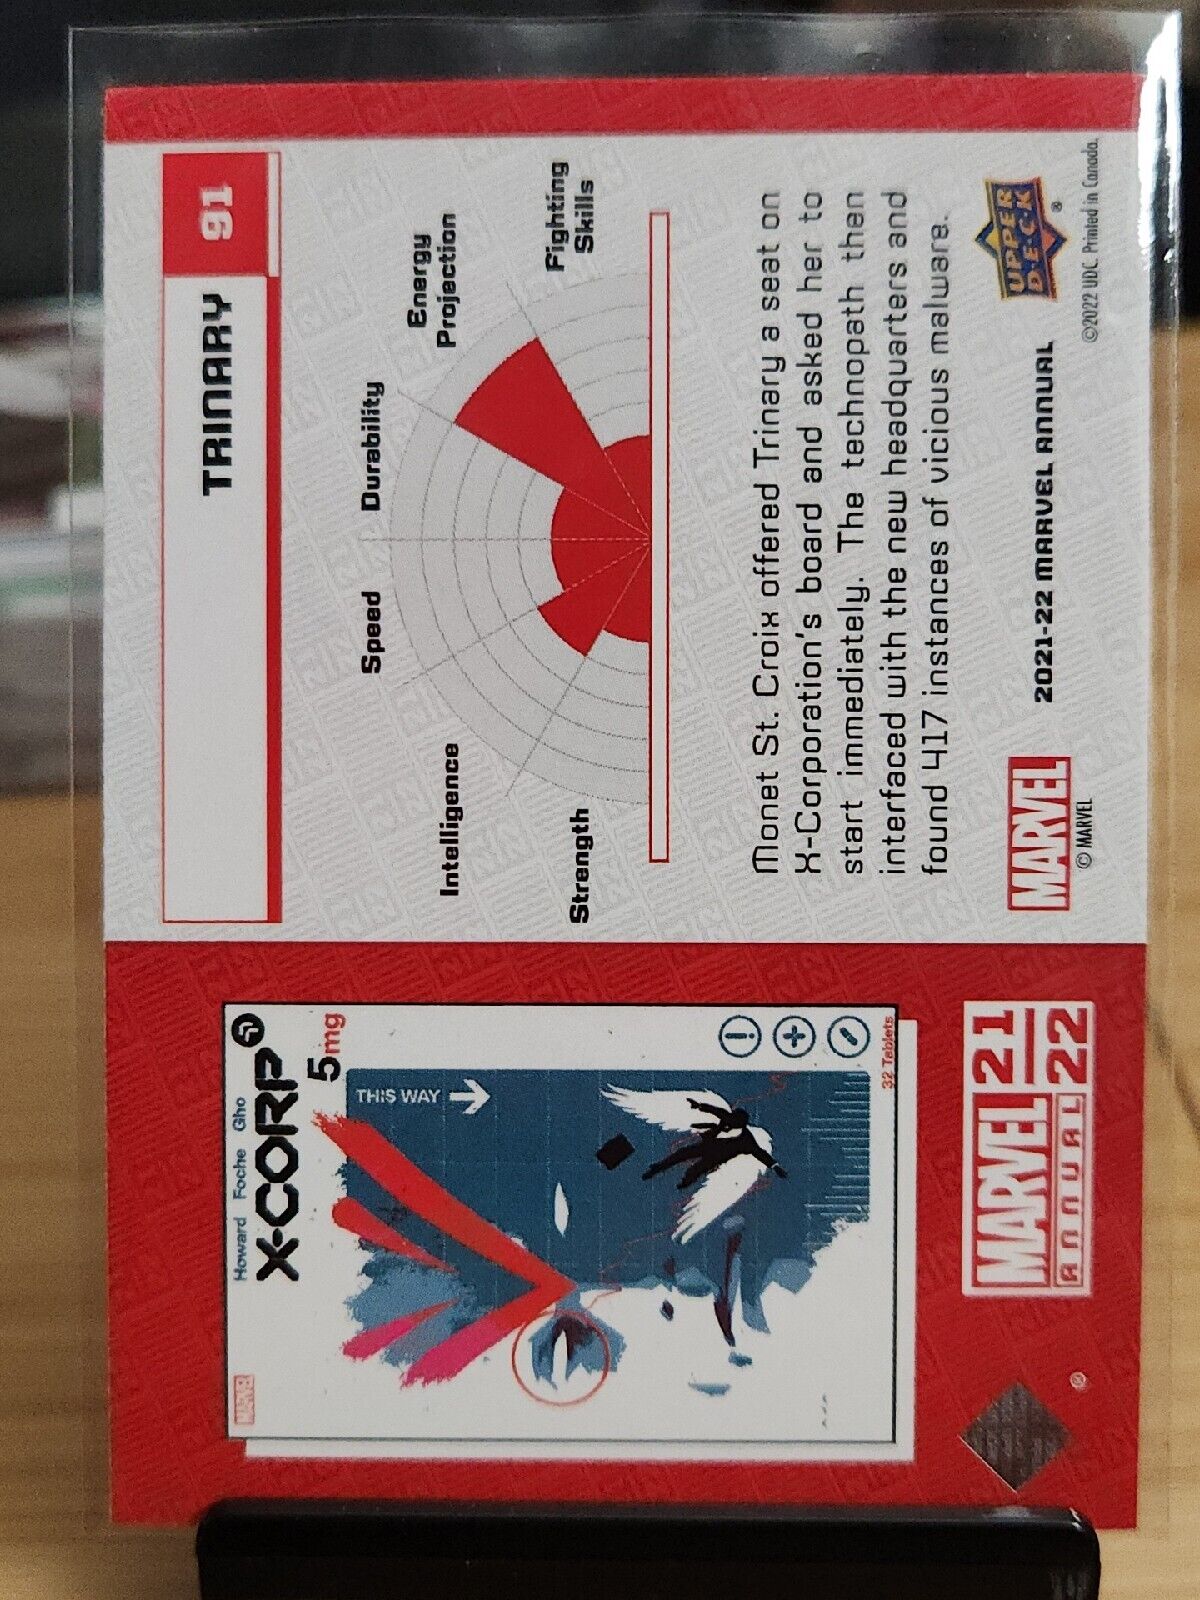 Howard Foche Gho
X-CORP
5mg
THIS WAY
MARVEL
32 Tablets
MARVEL 21
ANNUAL 22
®
TRINARY 91
Strength
Intelligence
Speed
Durability
Energy
Projection
Fighting
Skills
Monet St. Croix offered Trinary a seat on
X-Corporation's board and asked her to
start immediately. The technopath then
interfaced with the new headquarters and
found 417 instances of vicious malware.
MARVEL
© MARVEL
2021-22 MARVEL ANNUAL
UPPER
DECK
®
©2022 UDC. Printed in Canada.